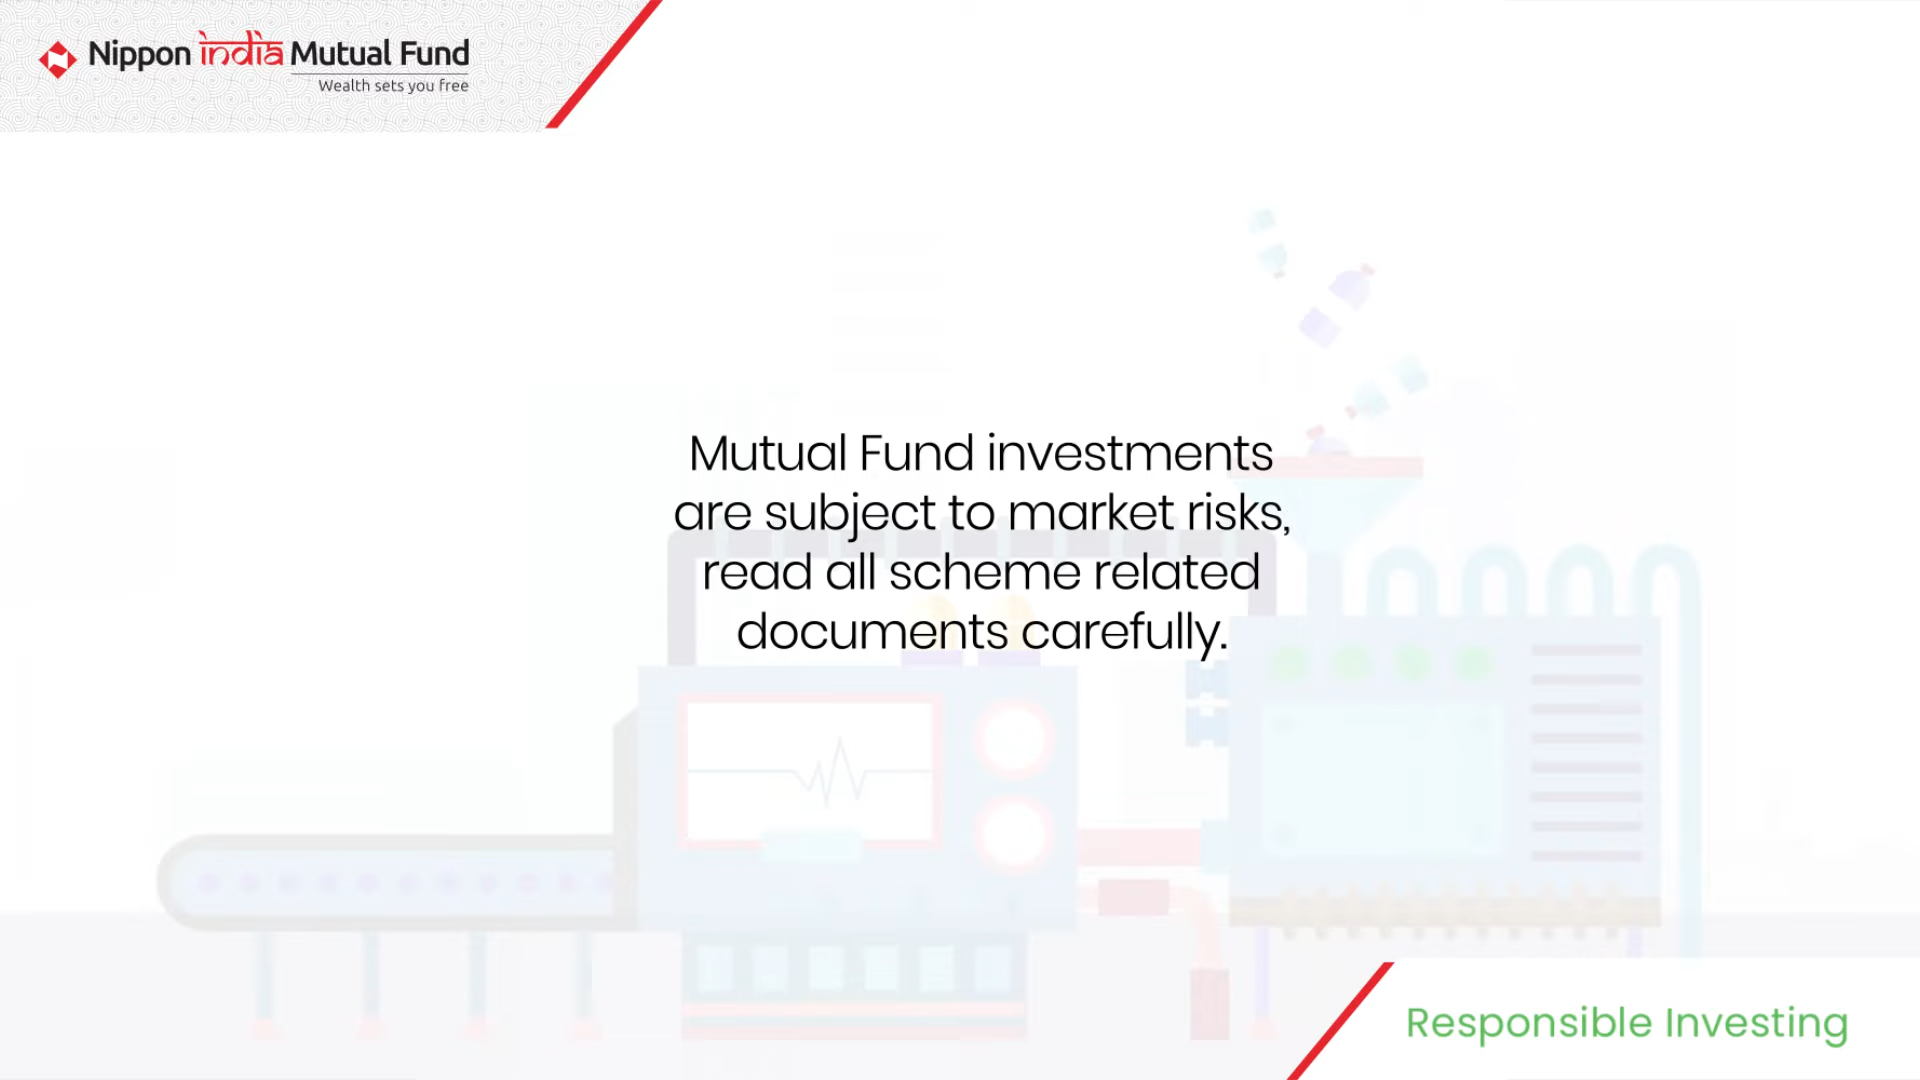 Nippon india Mutual Fund
Wealth sets you free
Mutual Fund investments
are subject to market risks,
read all scheme related
documents carefully.
Responsible Investing